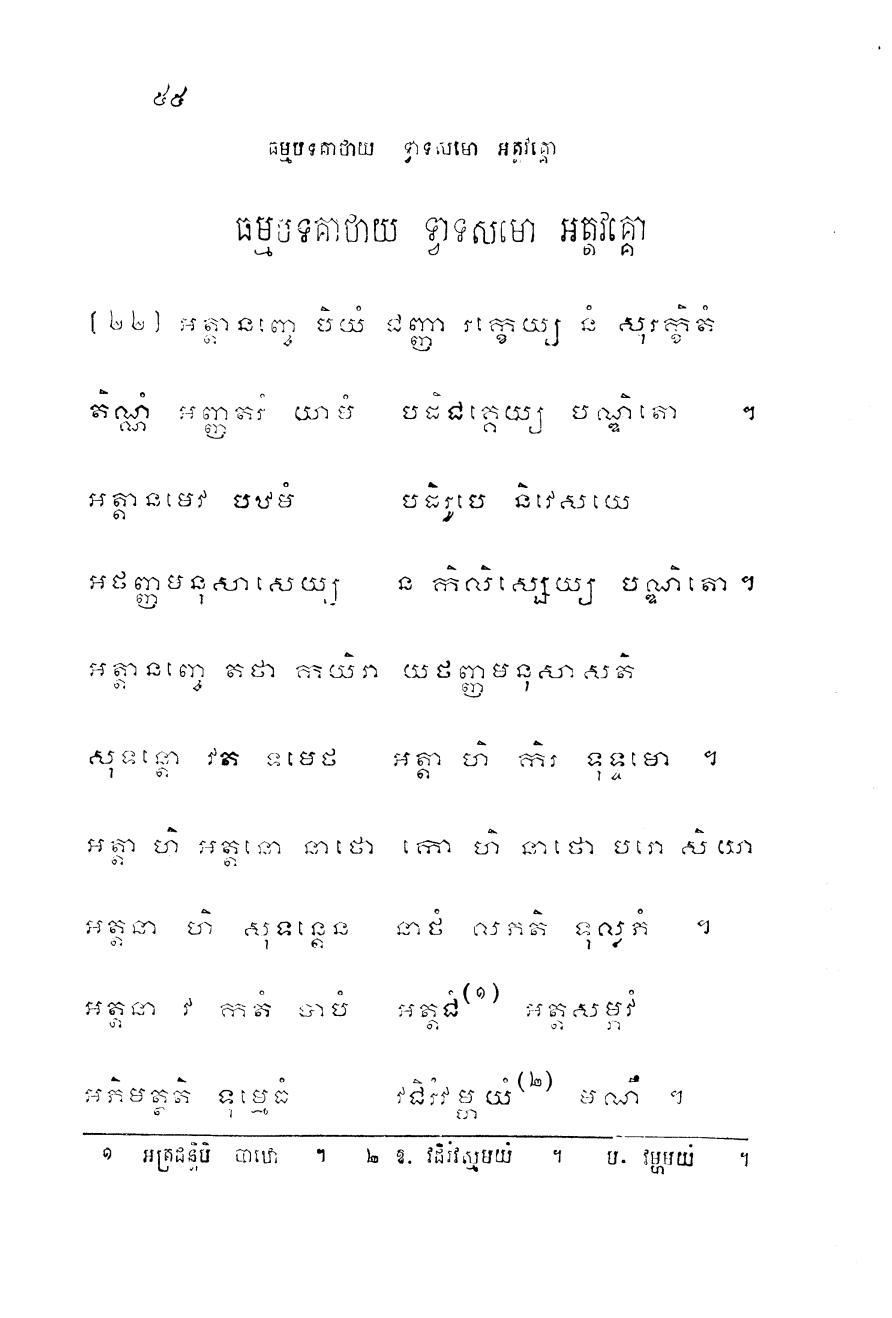 ៥៥
ធម្មបទគាថាយ ទ្វាទសមោ អត្តវគ្គោ
ធម្មបទគាថាយ ទ្វាទសមោ អត្តវគ្គោ
[២២] អត្តានញ្ចេ បិយំ ជញ្ញា រក្ខេយ្យ នំ សុរក្ខិតំ
តិណ្ណំ អញ្ញតរំ យាមំ បដិជគ្គេយ្យ បណ្ឌិតោ ។
អត្តានមេវ បឋមំ បដិរូបេ និវេសយេ
អថញ្ញមនុសាសេយ្យ ន កិលិស្សេយ្យ បណ្ឌិតោ ។
អត្តានញ្ចេ តថា កយិរា យថញ្ញមនុសាសតិ
សុទន្តោ វត ទមេថ អត្តា ហិ កិរ ទុទ្ទមោ ។
អត្តា ហិ អត្តនោ នាថោ កោ ហិ នាថោ បរោ សិយា
អត្តនា ហិ សុទន្តេន នាថំ លភតិ ទុល្លភំ ។
អត្តនា វ កតំ បាបំ អត្តជំ(១) អត្តសម្ភវំ
អភិមត្ថតិ ទុម្មេធំ វជិរំវម្ហយំ(២) មណឹ ។
១ អត្រជន្តិបិ បាឋោ ។ ២ ឱ. វជិរំវស្មមយំ ។ ម. វម្ហមយំ ។